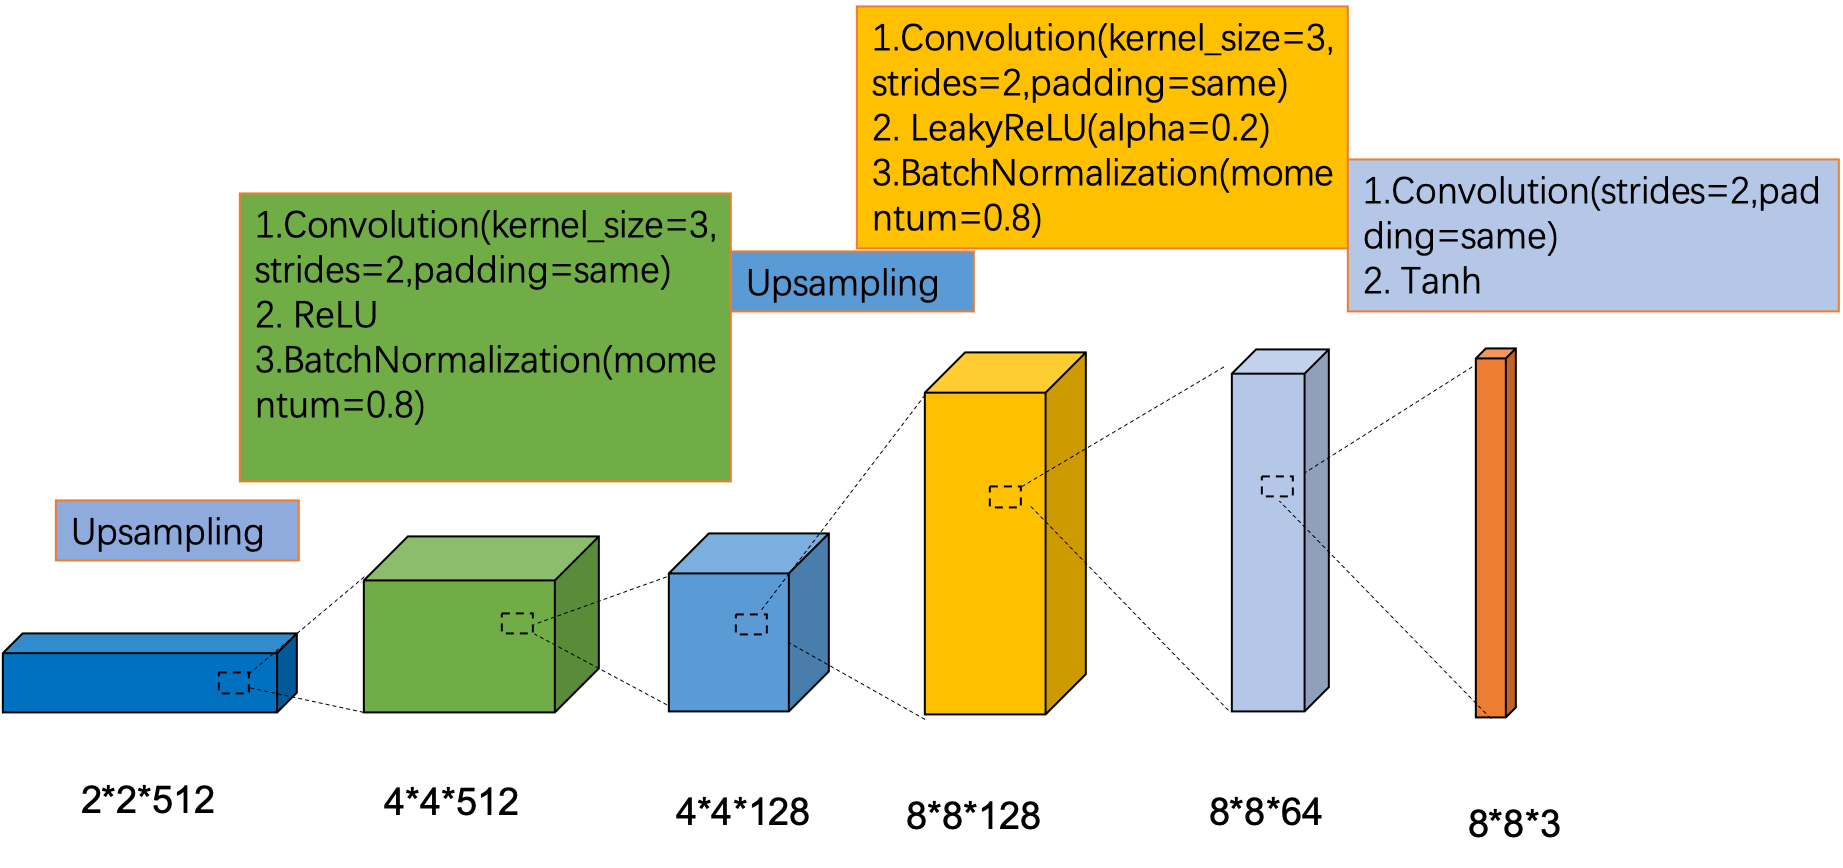 1.Convolution(kernel_size=3,
strides=2,padding=same)
2. LeakyReLU(alpha=0.2)
3.BatchNormalization(mome
ntum=0.8)
1.Convolution(strides=2,pad
ding=same)
2. Tanh
1.Convolution(kernel_size=3,
strides=2,padding=same)
2. ReLU
3.BatchNormalization(mome
ntum=0.8)
Upsampling
Upsampling
2*2*512
4*4*512
4*4*128
8*8*128
8*8*64
8*8*3